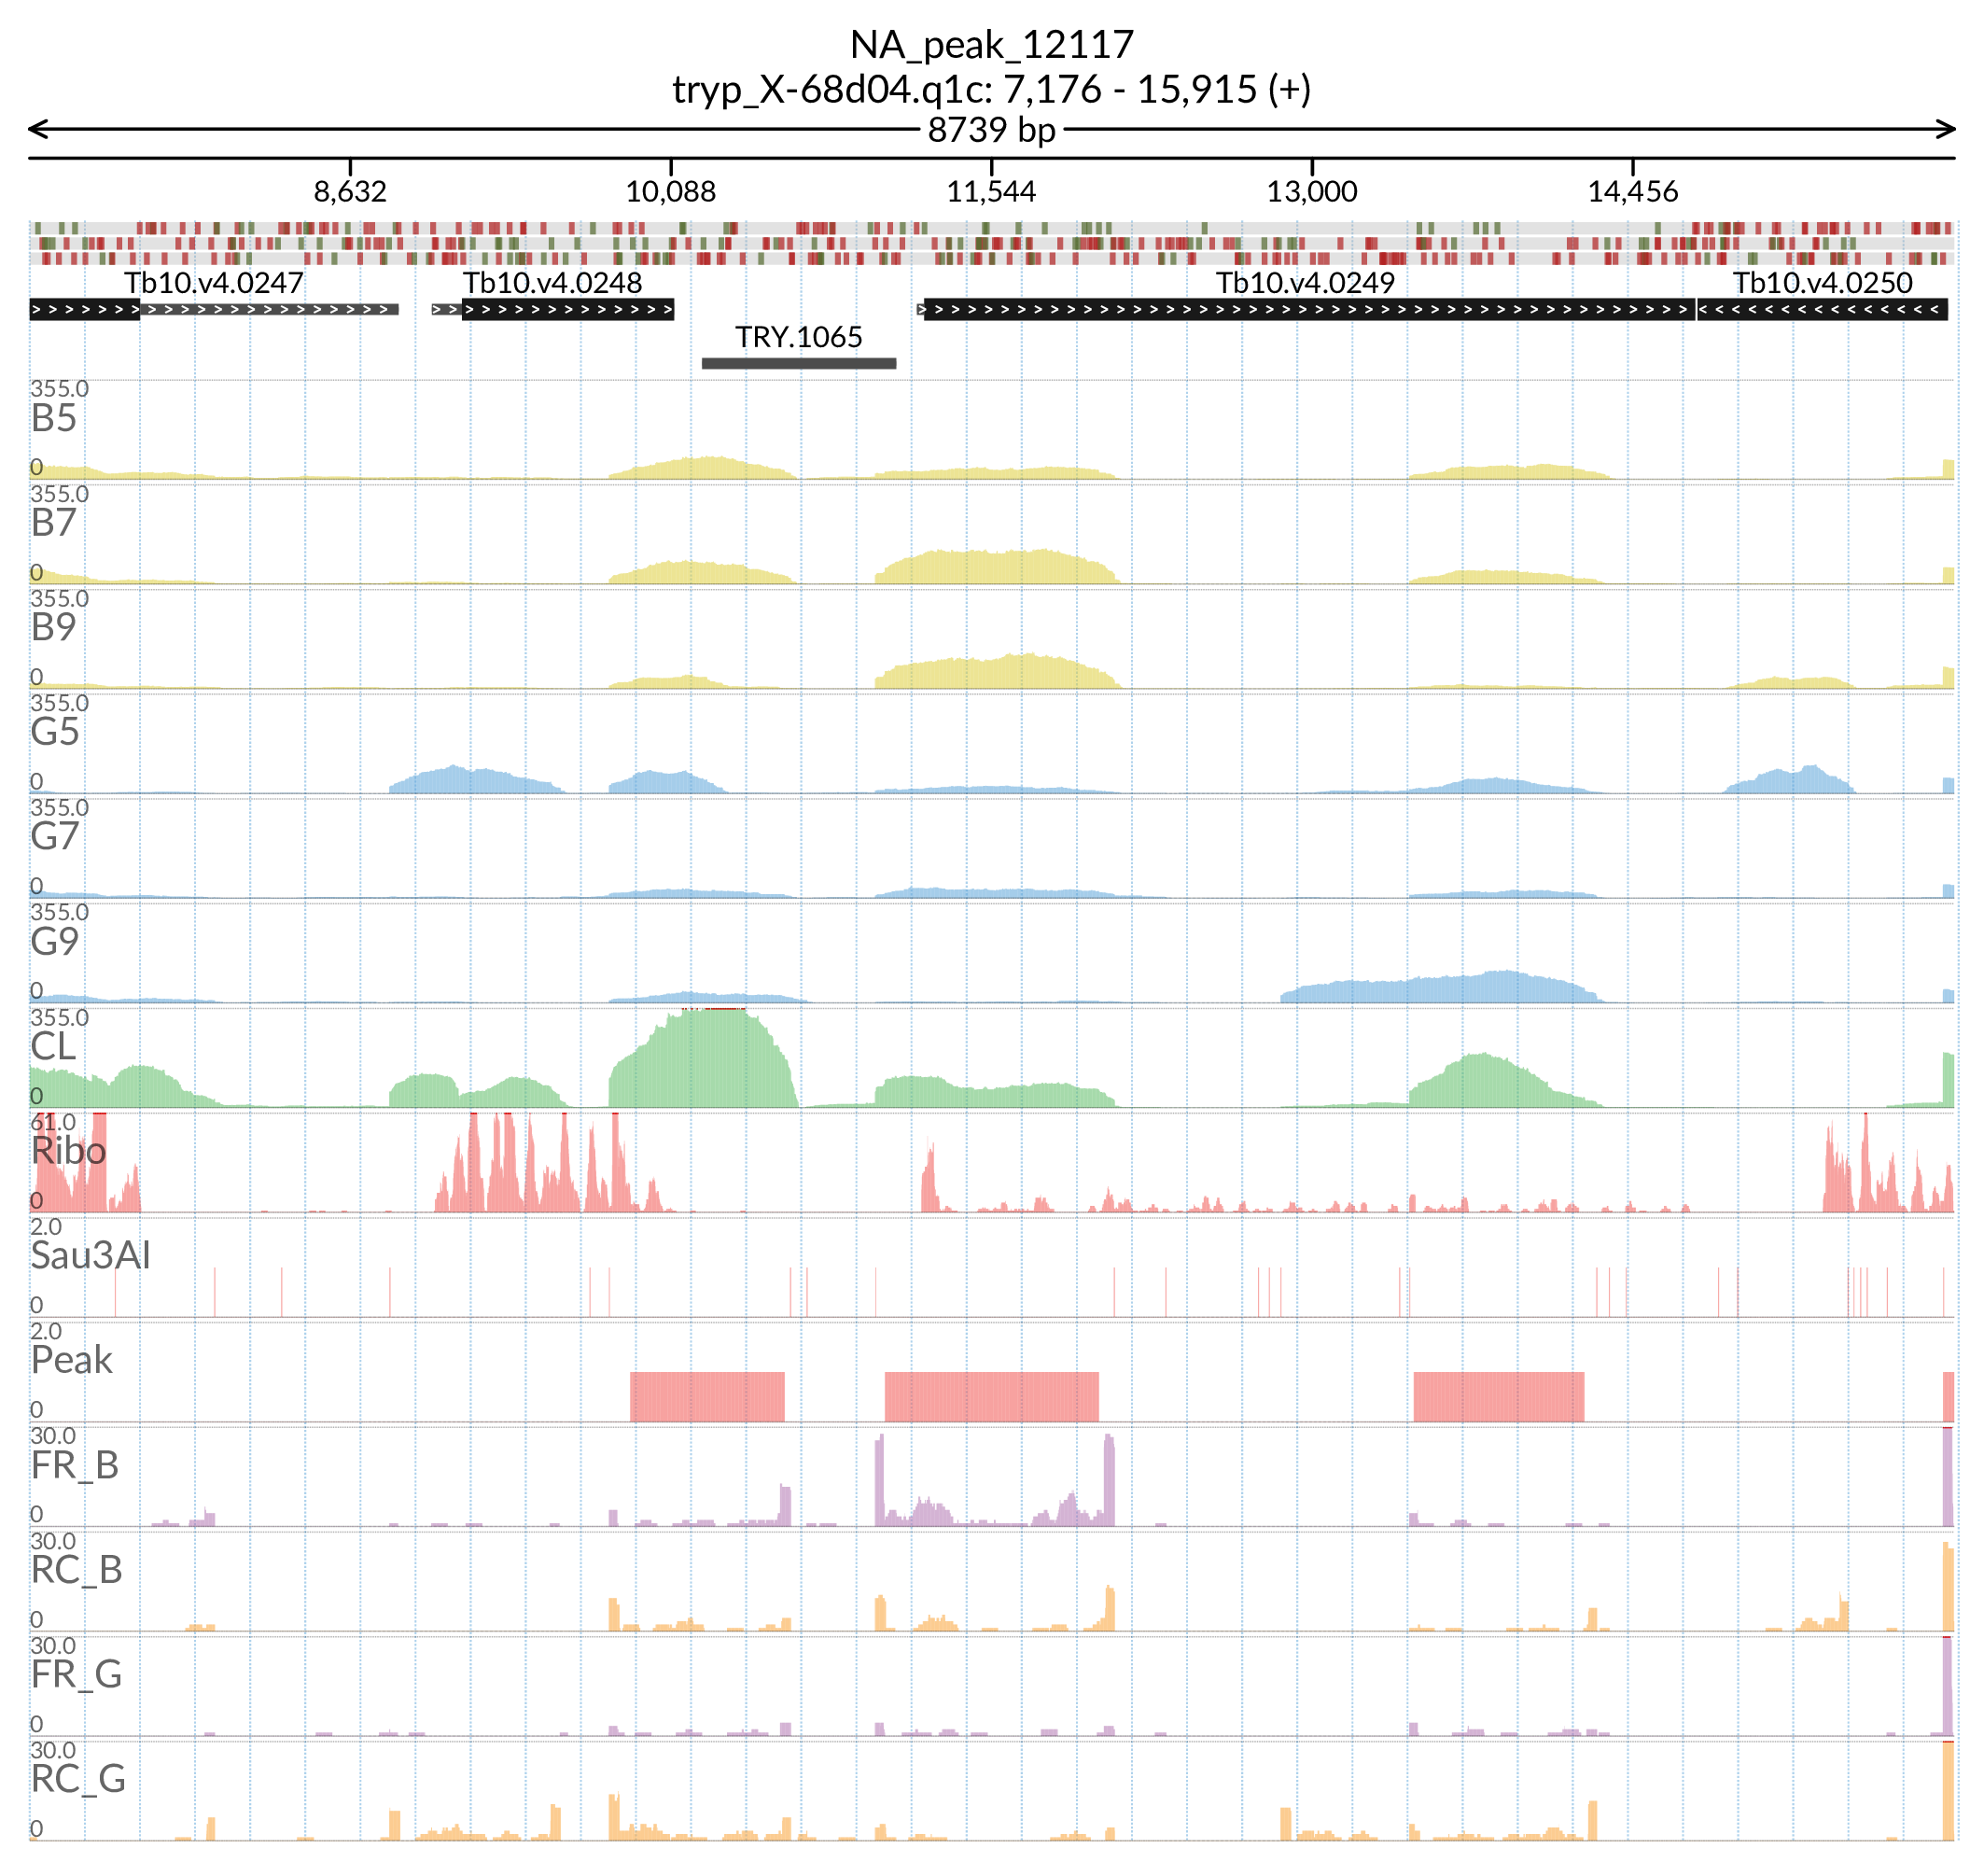 NA_peak_12117
tryp_X-68d04.q1c: 7,176 - 15,915 (+)
8739 bp
8,632 10,088 11,544 13,000 14,456
Tb10.v4.0247 Tb10.v4.0248 Tb10.v4.0249 Tb10.v4.0250
TRY.1065
355.0
B5
0
355.0
B7
0
355.0
B9
0
355.0
G5
0
355.0
G7
0
355.0
G9
0
355.0
CL
0
61.0
Ribo
0
2.0
Sau3AI
0
2.0
Peak
0
30.0
FR_B
0
30.0
RC_B
0
30.0
FR_G
0
30.0
RC_G
0